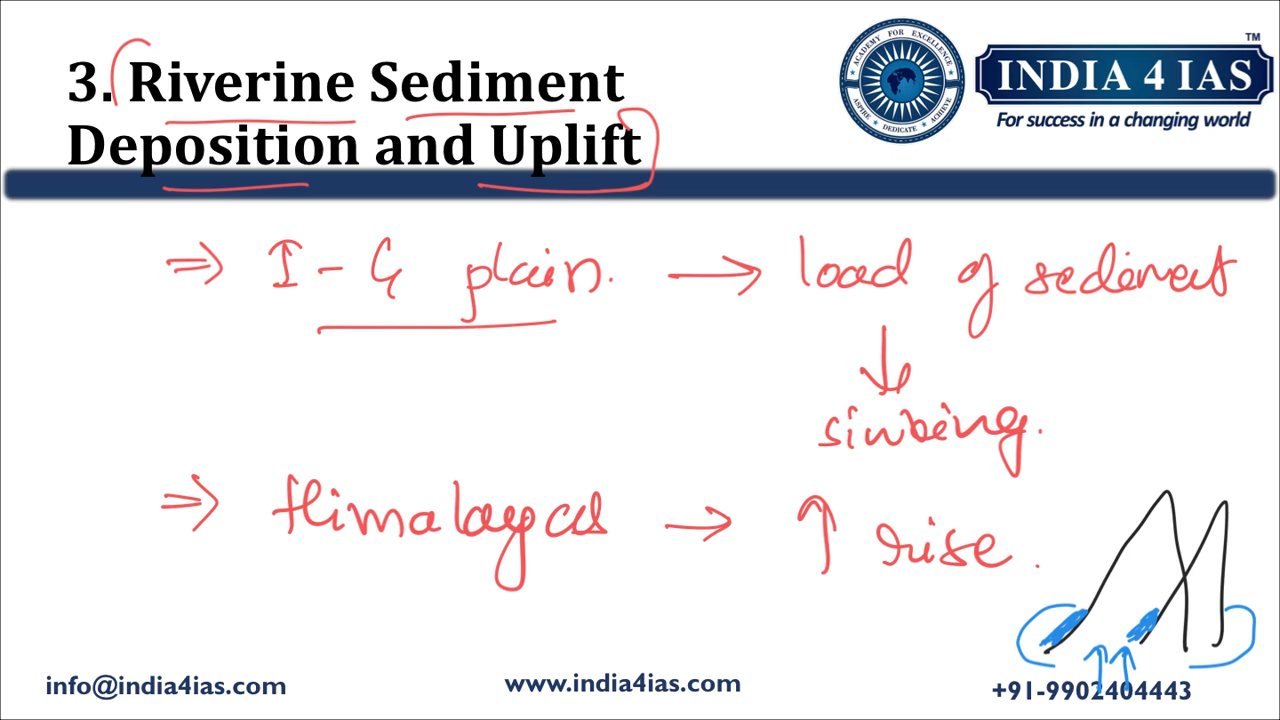 3. Riverine Sediment
Deposition and Uplift
ACADEMY FOR EXCELLENCE
ASPIRE DEDICATE ACHIEVE
INDIA 4 IAS
TM
For success in a changing world
⇒ I - G plain. → load of sediment
↓
sinking.
⇒ Himalayas → ↑ rise.
info@india4ias.com
www.india4ias.com
+91-9902404443